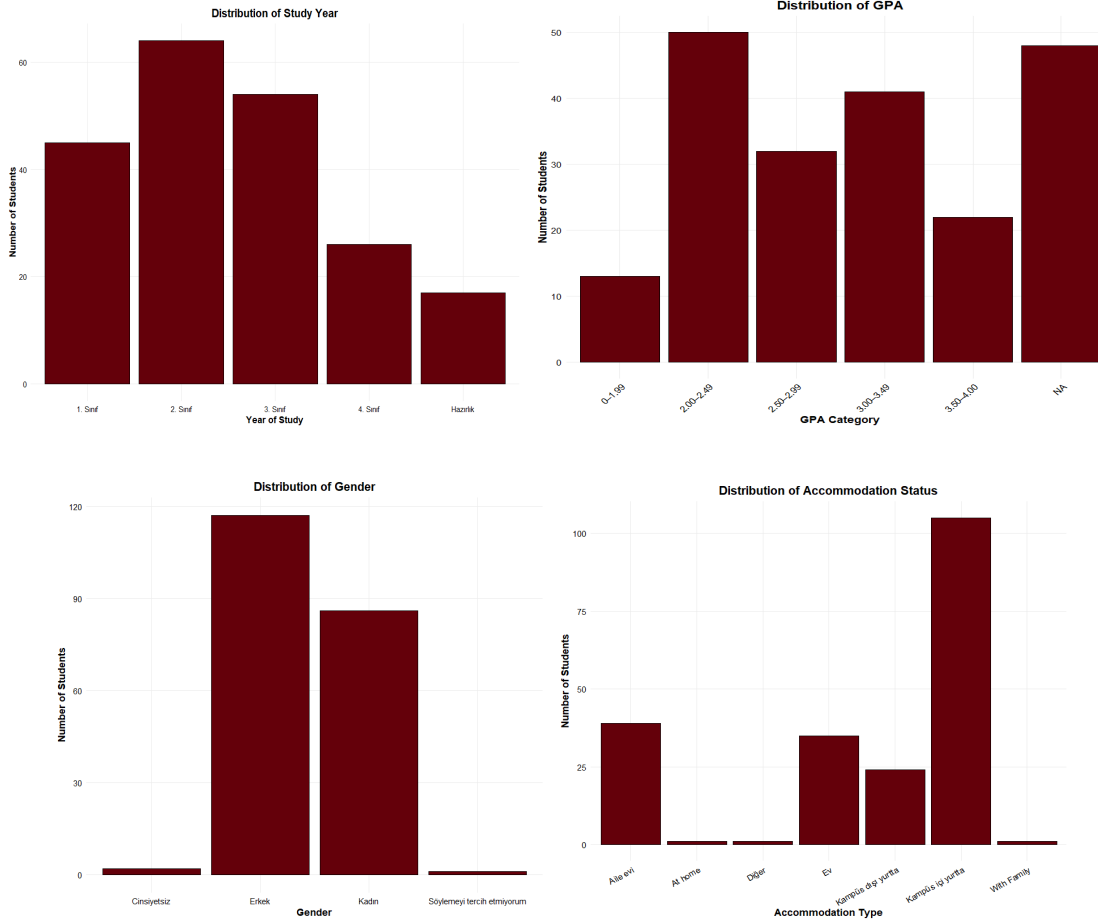 Distribution of Study Year
Number of Students
60
40
20
0
1. Sınıf
2. Sınıf
3. Sınıf
4. Sınıf
Hazırlık
Year of Study
Distribution of GPA
Number of Students
50
40
30
20
10
0
0–1.99
2.00–2.49
2.50–2.99
3.00–3.49
3.50–4.00
NA
GPA Category
Distribution of Gender
Number of Students
120
90
60
30
0
Cinsiyetsiz
Erkek
Kadın
Söylemeyi tercih etmiyorum
Gender
Distribution of Accommodation Status
Number of Students
100
75
50
25
0
Aile evi
At home
Diğer
Ev
Kampüs dışı yurtta
Kampüs içi yurtta
With Family
Accommodation Type